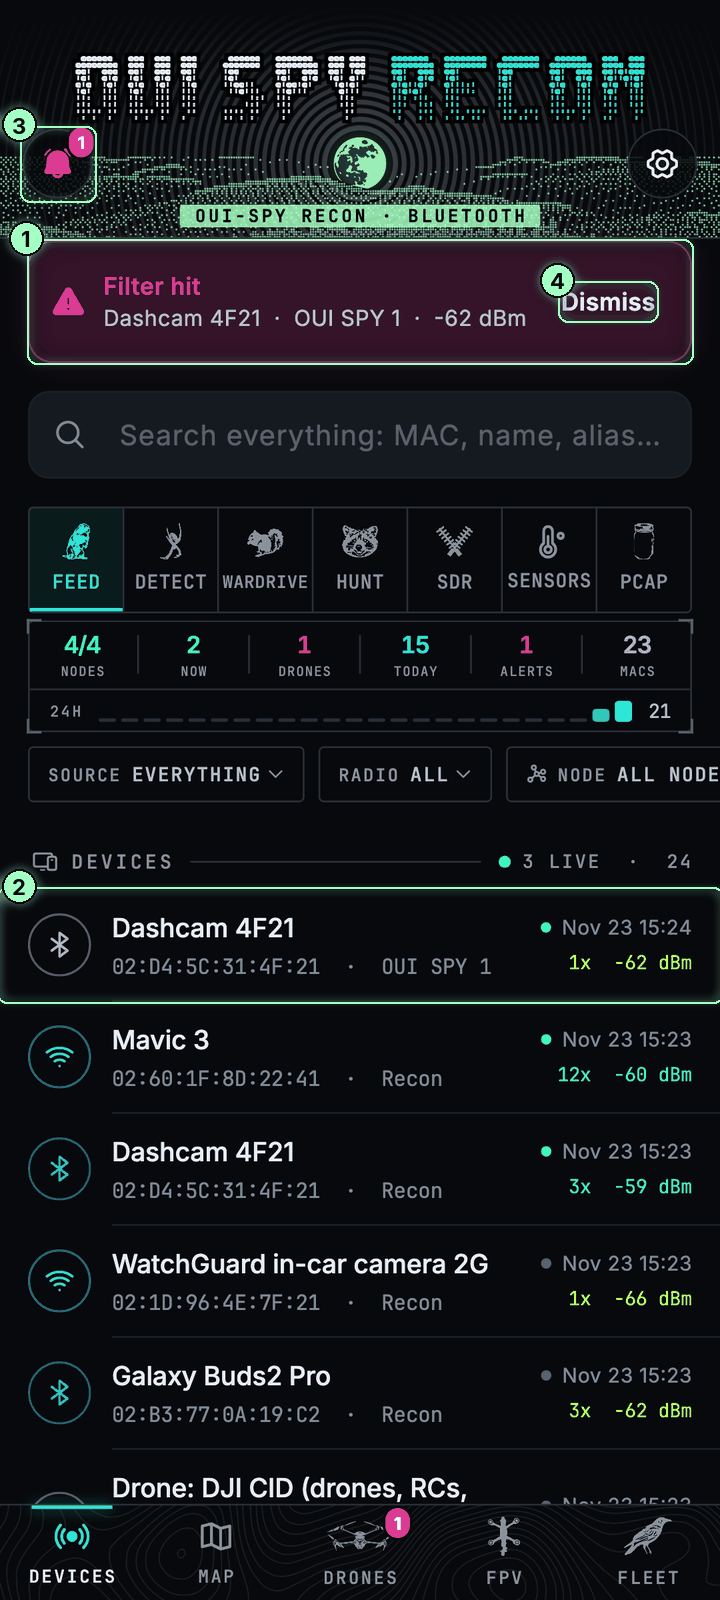 OUI SPY RECON
3
1
OUI-SPY RECON · BLUETOOTH
1
Filter hit
Dashcam 4F21 · OUI SPY 1 · -62 dBm
4
Dismiss
Search everything: MAC, name, alias...
FEED DETECT WARDRIVE HUNT SDR SENSORS PCAP
4/4 2 1 15 1 23
NODES NOW DRONES TODAY ALERTS MACS
24H 21
SOURCE EVERYTHING RADIO ALL NODE ALL NODE
DEVICES 3 LIVE · 24
2
Dashcam 4F21 Nov 23 15:24
02:D4:5C:31:4F:21 · OUI SPY 1 1x -62 dBm
Mavic 3 Nov 23 15:23
02:60:1F:8D:22:41 · Recon 12x -60 dBm
Dashcam 4F21 Nov 23 15:23
02:D4:5C:31:4F:21 · Recon 3x -59 dBm
WatchGuard in-car camera 2G Nov 23 15:23
02:1D:96:4E:7F:21 · Recon 1x -66 dBm
Galaxy Buds2 Pro Nov 23 15:23
02:B3:77:0A:19:C2 · Recon 3x -62 dBm
Drone: DJI CID (drones, RCs,
1
DEVICES MAP DRONES FPV FLEET